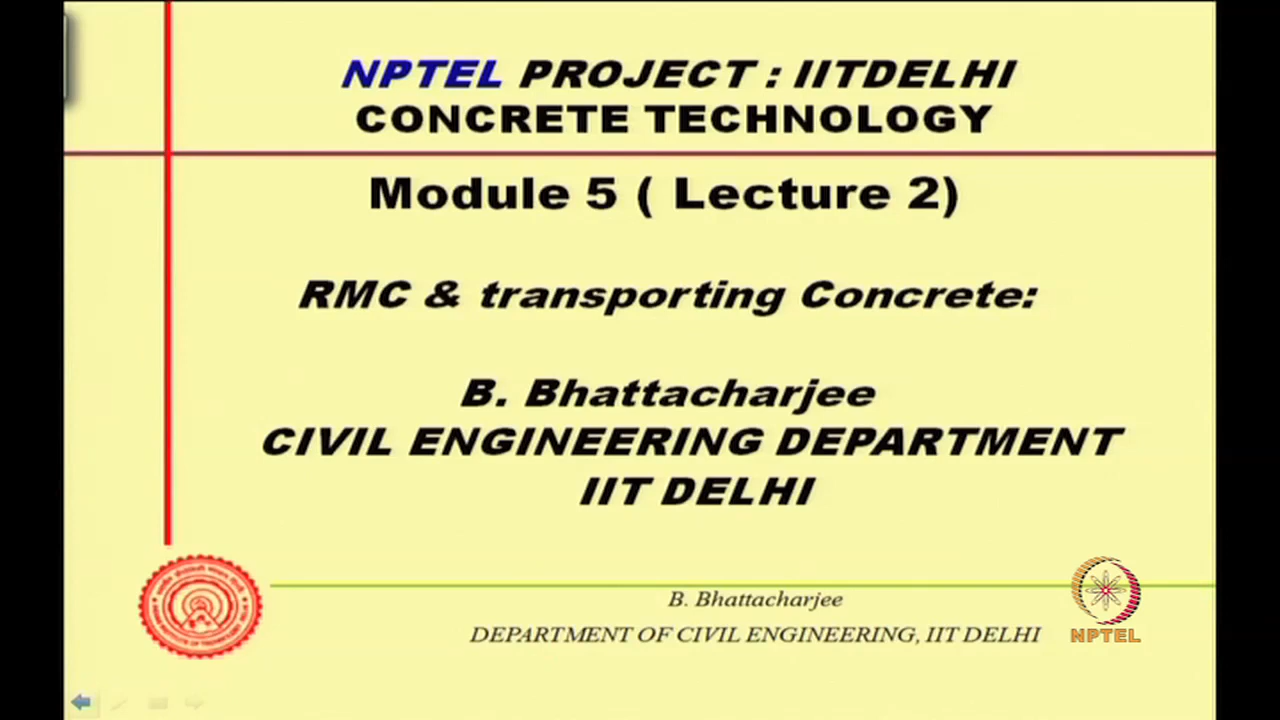 NPTEL PROJECT : IITDELHI
CONCRETE TECHNOLOGY
Module 5 ( Lecture 2)
RMC & transporting Concrete:
B. Bhattacharjee
CIVIL ENGINEERING DEPARTMENT
IIT DELHI
B. Bhattacharjee
DEPARTMENT OF CIVIL ENGINEERING, IIT DELHI
NPTEL